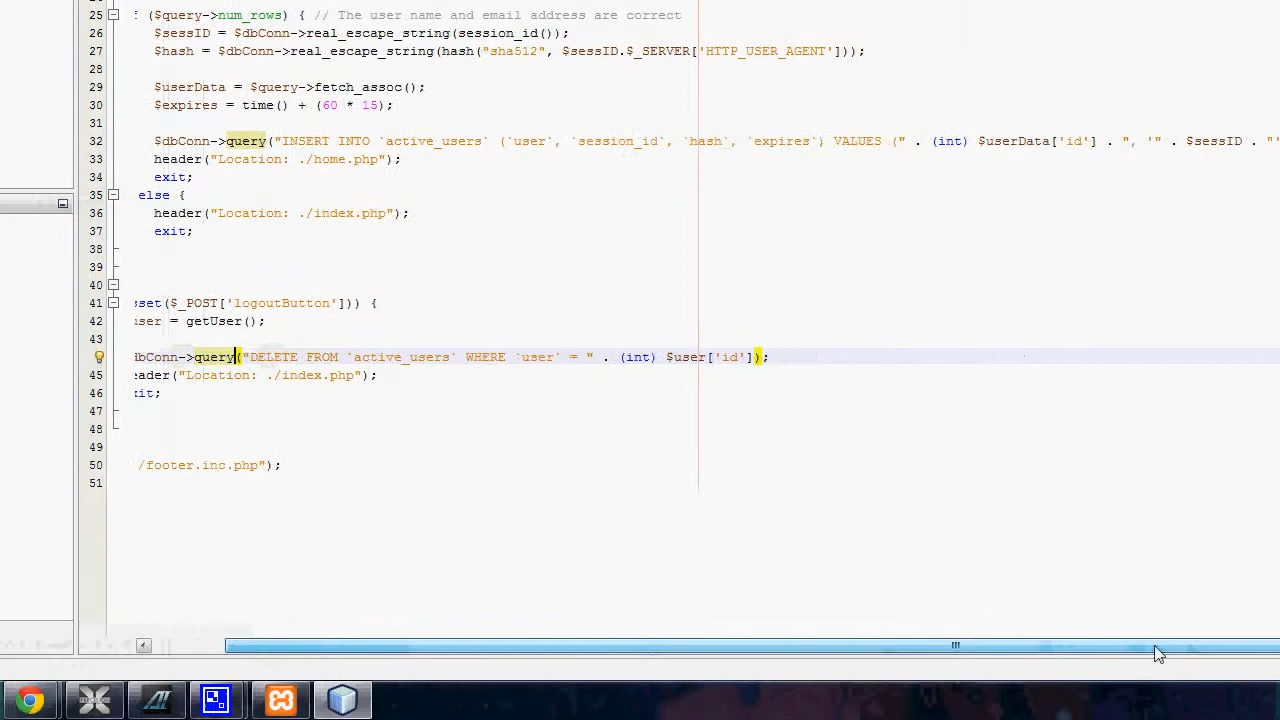 25 f ($query->num_rows) { // The user name and email address are correct
26 $sessID = $dbConn->real_escape_string(session_id());
27 $hash = $dbConn->real_escape_string(hash("sha512", $sessID.$_SERVER['HTTP_USER_AGENT']));
28
29 $userData = $query->fetch_assoc();
30 $expires = time() + (60 * 15);
31
32 $dbConn->query("INSERT INTO `active_users` (`user`, `session_id`, `hash`, `expires`) VALUES (" . (int) $userData['id'] . ", '" . $sessID . "'
33 header("Location: ./home.php");
34 exit;
35 else {
36 header("Location: ./index.php");
37 exit;
38
39
40
41 set($_POST['logoutButton'])) {
42 user = getUser();
43
dbConn->query("DELETE FROM `active_users` WHERE `user` = " . (int) $user['id']);
45 eader("Location: ./index.php");
46 xit;
47
48
49
50 /footer.inc.php");
51